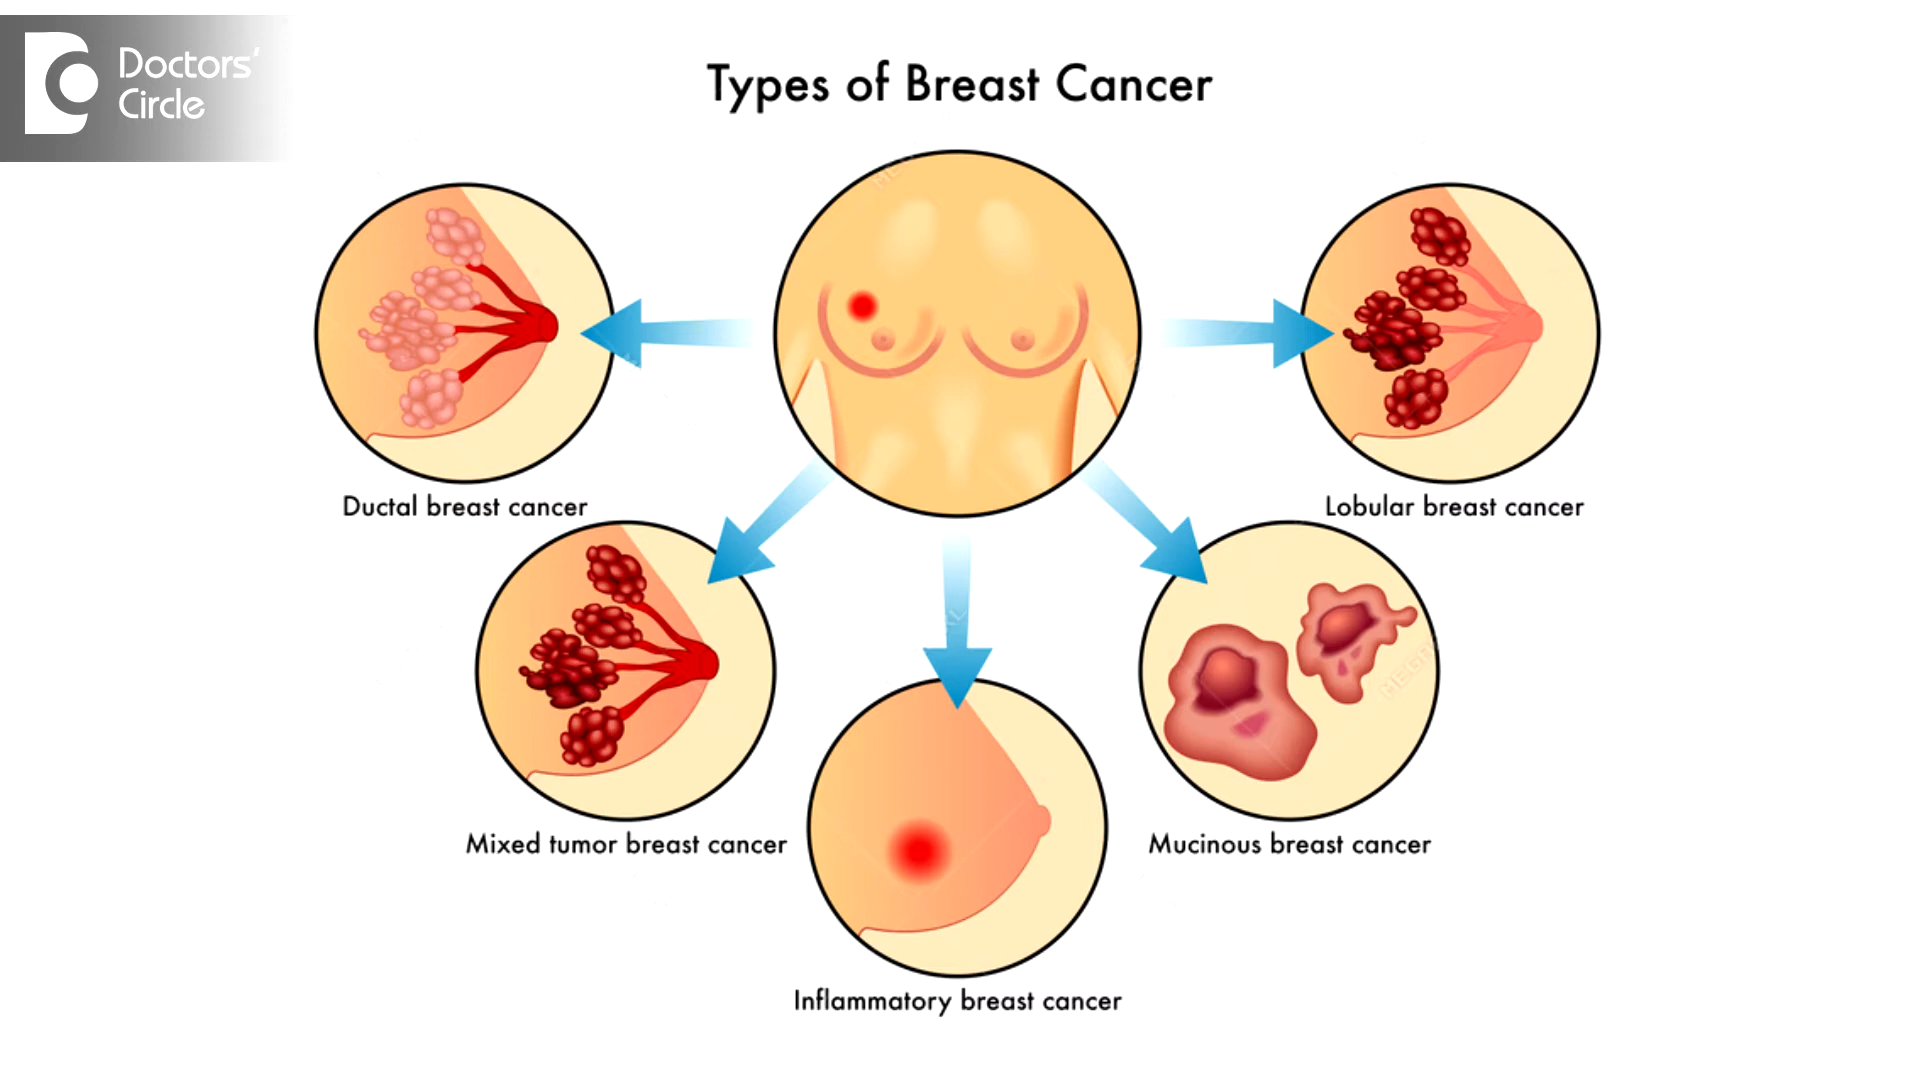 Doctors'
Circle
Types of Breast Cancer
Ductal breast cancer
Lobular breast cancer
Mixed tumor breast cancer
Mucinous breast cancer
Inflammatory breast cancer